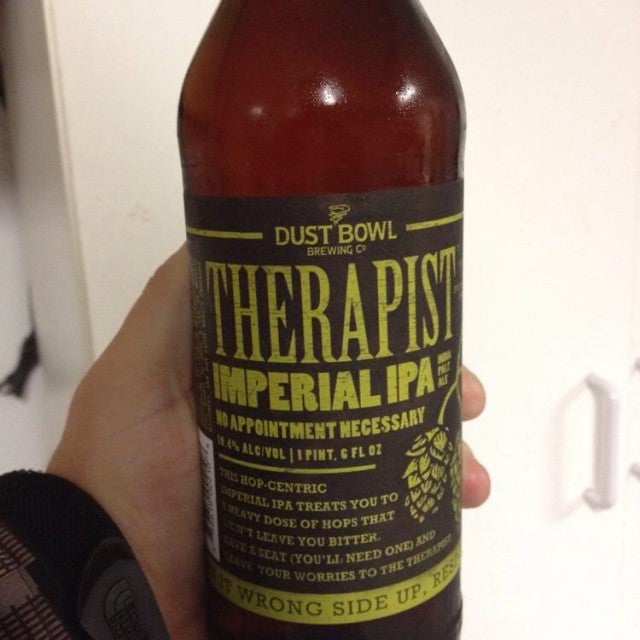 DUST BOWL
BREWING Cº
THERAPIST
IMPERIAL IPA
INDIA
PALE
ALE
NO APPOINTMENT NECESSARY
10.4% ALC/VOL | 1 PINT, 6 FL OZ
THIS HOP-CENTRIC
IMPERIAL IPA TREATS YOU TO
A HEAVY DOSE OF HOPS THAT
WON'T LEAVE YOU BITTER.
HAVE A SEAT (YOU'LL NEED ONE) AND
LEAVE YOUR WORRIES TO THE THERAPIST.
WRONG SIDE UP,